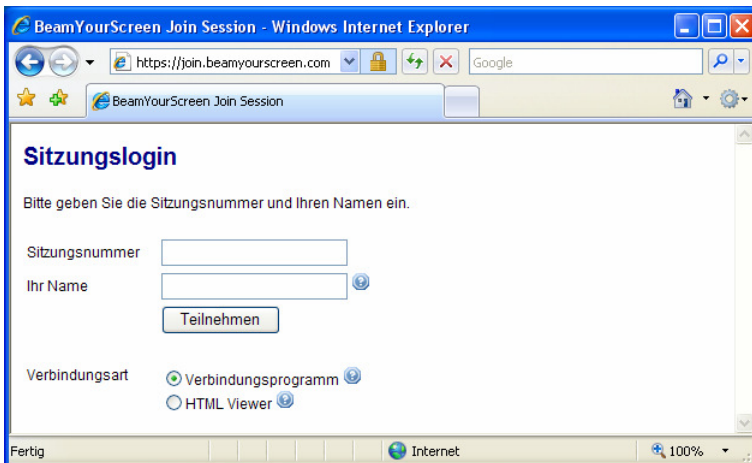 BeamYourScreen Join Session - Windows Internet Explorer
https://join.beamyourscreen.com
Google
BeamYourScreen Join Session
Sitzungslogin
Bitte geben Sie die Sitzungsnummer und Ihren Namen ein.
Sitzungsnummer
Ihr Name
Teilnehmen
Verbindungsart
Verbindungsprogramm
HTML Viewer
Fertig
Internet
100%